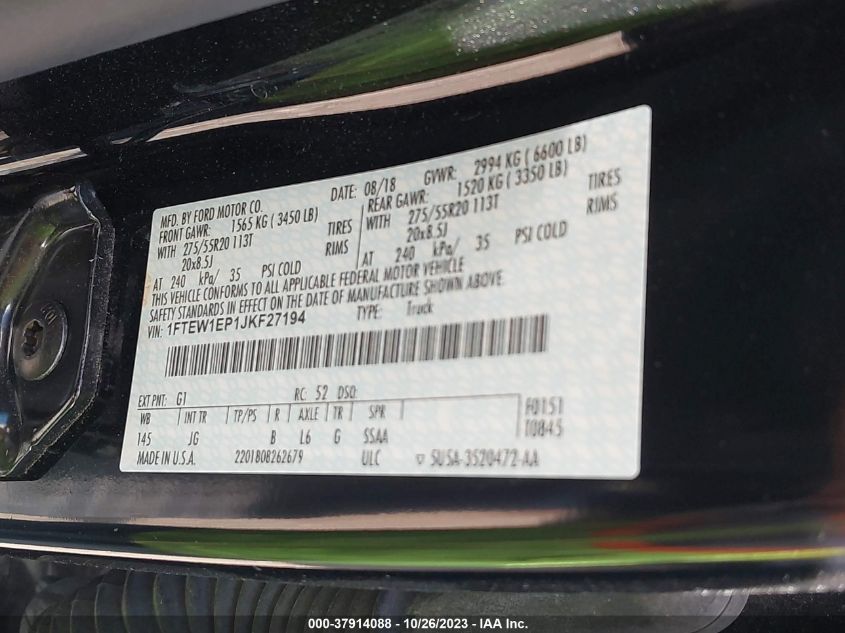 MFD. BY FORD MOTOR CO.
DATE: 08/18 GVWR: 2994 KG ( 6600 LB)
FRONT GAWR: 1565 KG ( 3450 LB)
REAR GAWR: 1520 KG ( 3350 LB)
WITH 275/55R20 113T TIRES
WITH 275/55R20 113T TIRES
20x8.5J RIMS
20x8.5J RIMS
AT 240 kPa/ 35 PSI COLD
AT 240 kPa/ 35 PSI COLD
THIS VEHICLE CONFORMS TO ALL APPLICABLE FEDERAL MOTOR VEHICLE
SAFETY STANDARDS IN EFFECT ON THE DATE OF MANUFACTURE SHOWN ABOVE.
VIN: 1FTEW1EP1JKF27194 TYPE: Truck
EXT PNT: G1 RC: 52 DSO: F0151
WB INT TR TP/PS R AXLE TR SPR T0845
145 JG B L6 G SSAA
MADE IN U.S.A. 22018082626​79 ULC ▽ SU5A-3520472-AA
000-37914088 - 10/26/2023 - IAA Inc.